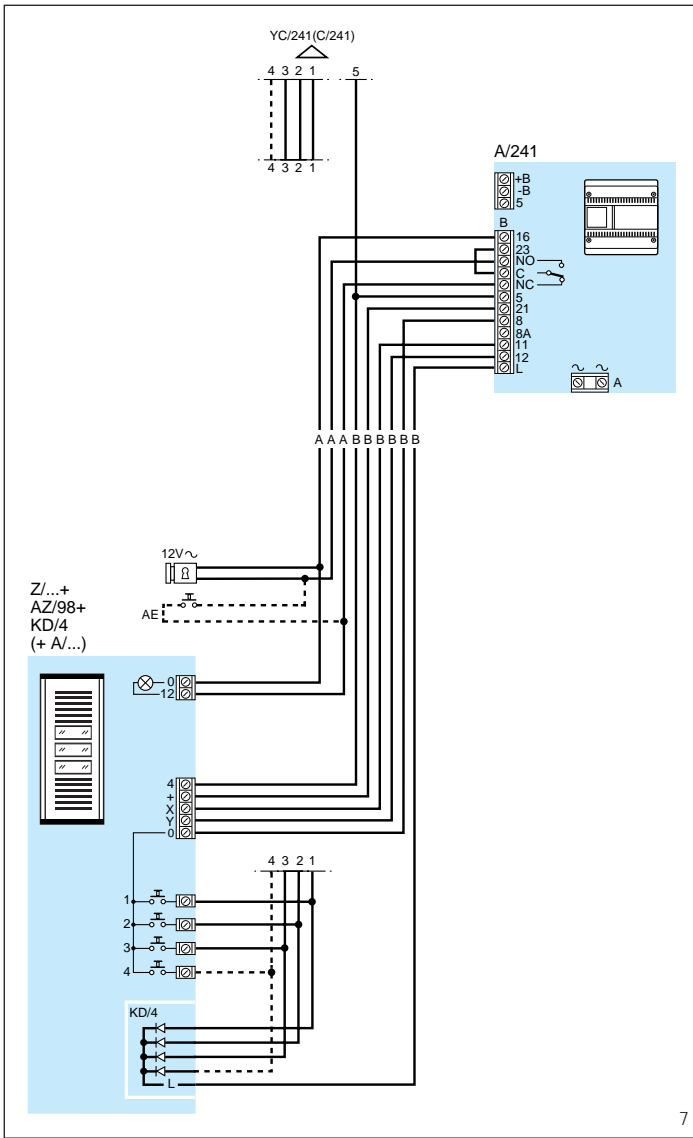 YC/241(C/241)
4 3 2 1
5
4 3 2 1
A/241
+B
-B
5
B
16
23
NO
C
NC
5
21
8
8A
11
12
L
∼ ∼
A
A A A B B B B B B
12V∼
AE
Z/...+
AZ/98+
KD/4
(+ A/...)
0
12
4
+
X
Y
0
4 3 2 1
1
2
3
4
KD/4
L
7